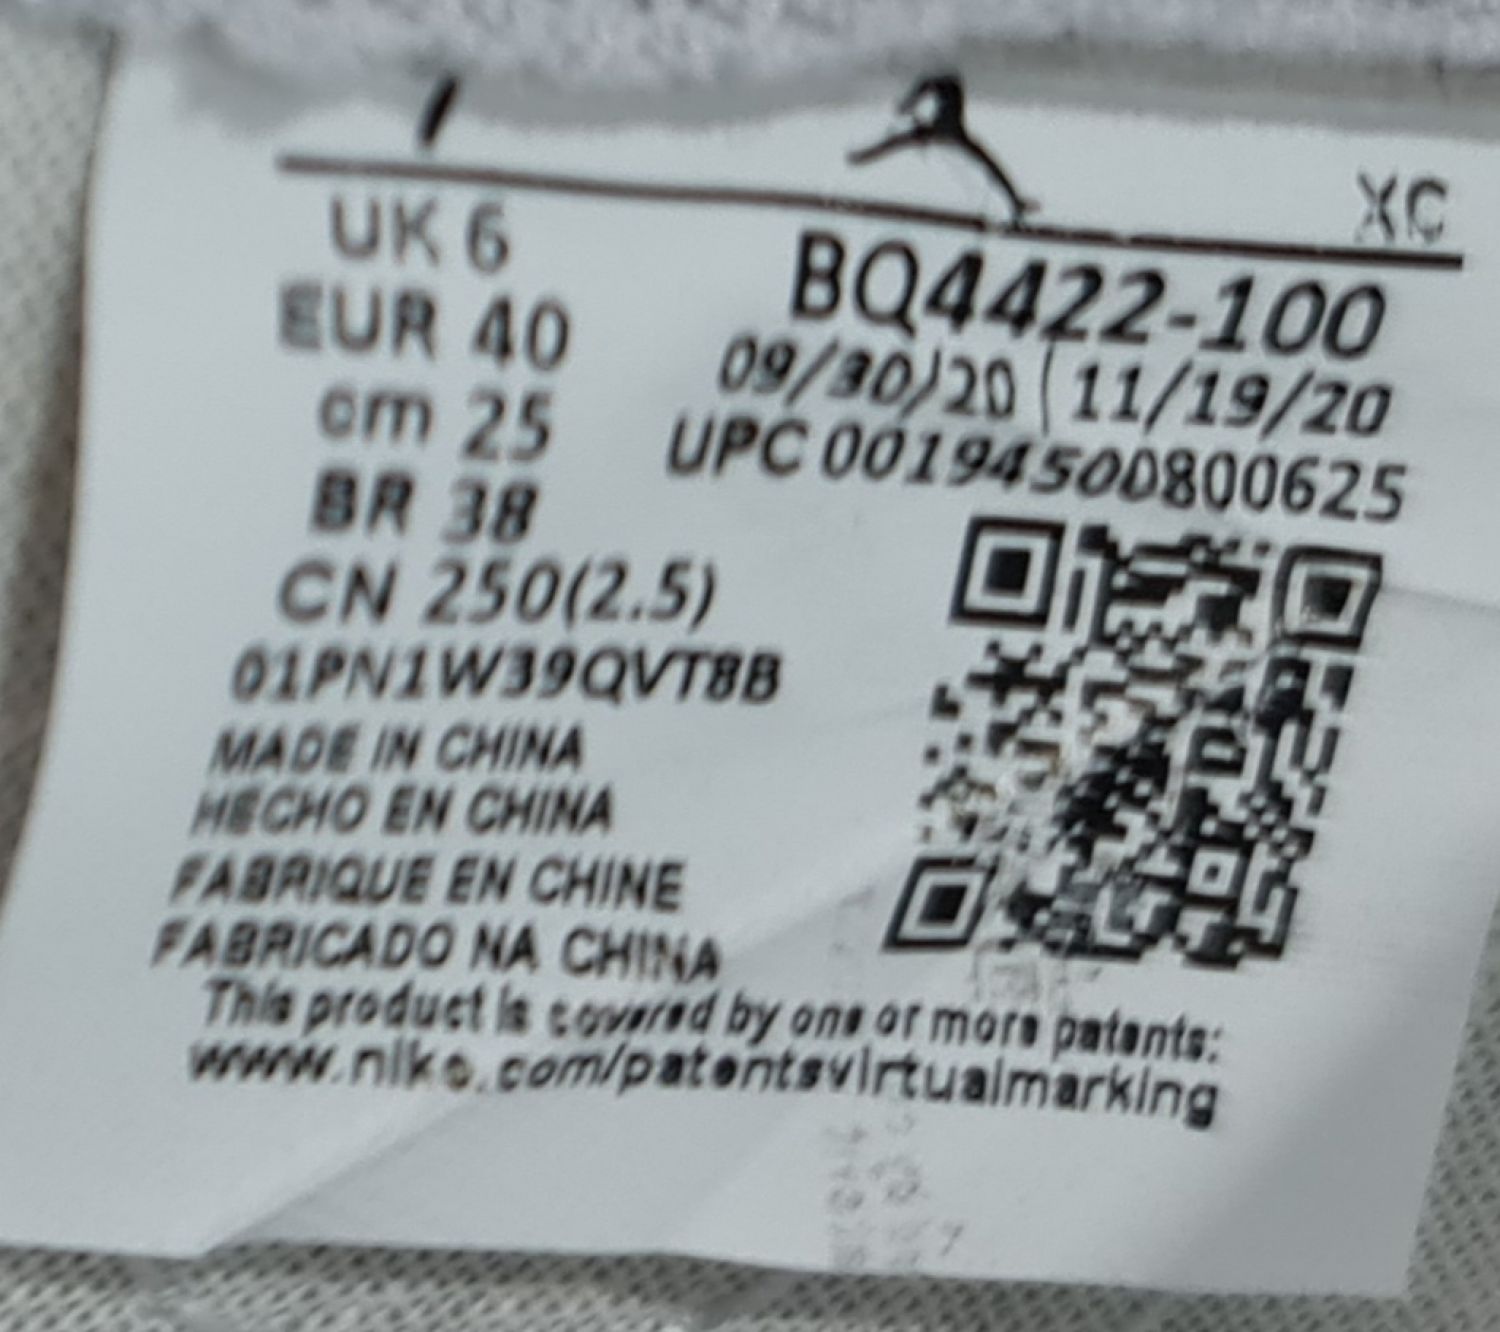 XC
UK 6
BQ4422-100
EUR 40
09/30/20 11/19/20
cm 25
UPC 00194500800625
BR 38
CN 250(2.5)
01PN1W39QVT8B
MADE IN CHINA
HECHO EN CHINA
FABRIQUE EN CHINE
FABRICADO NA CHINA
This product is covered by one or more patents:
www.nike.com/patentsvirtualmarking